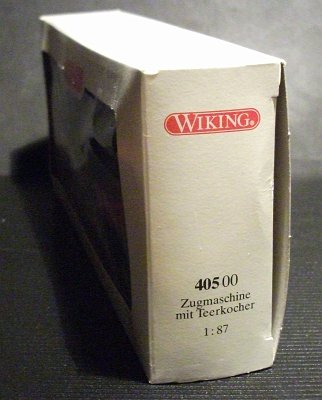 WIKING®
405 00
Zugmaschine
mit Teerkocher
1:87